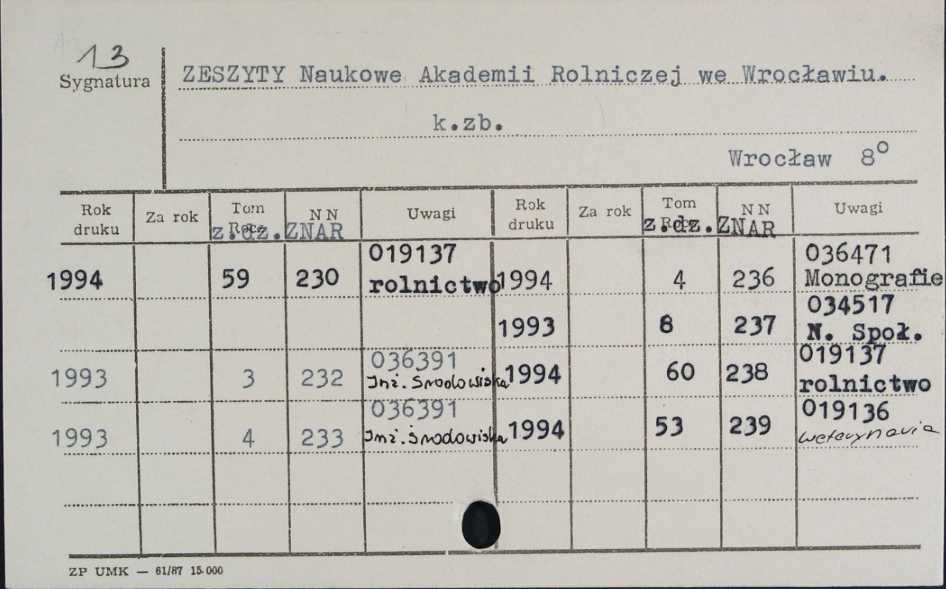 13
Sygnatura
ZESZYTY Naukowe Akademii Rolniczej we Wrocławiu.
k.zb.
Wrocław 8°
Rok druku Za rok Tom NN Uwagi Rok druku Za rok Tom NN Uwagi
z.dz. ZNAR z.dz. ZNAR
1994 59 230 019137 rolnictwo 1994 4 236 036471 Monografie
1993 8 237 034517 N. Społ.
1993 3 232 036391 Inż. Środowiska 1994 60 238 019137 rolnictwo
1993 4 233 036391 Inż. Środowiska 1994 53 239 019136 weterynaria
ZP UMK — 61/87 15.000